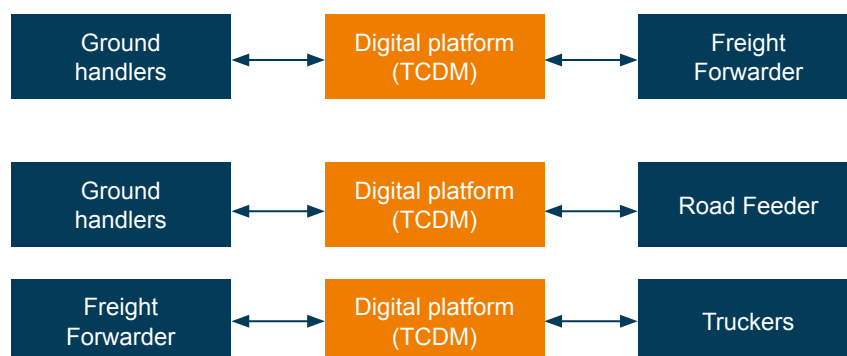 Ground
handlers
Digital platform
(TCDM)
Freight
Forwarder
Ground
handlers
Digital platform
(TCDM)
Road Feeder
Freight
Forwarder
Digital platform
(TCDM)
Truckers